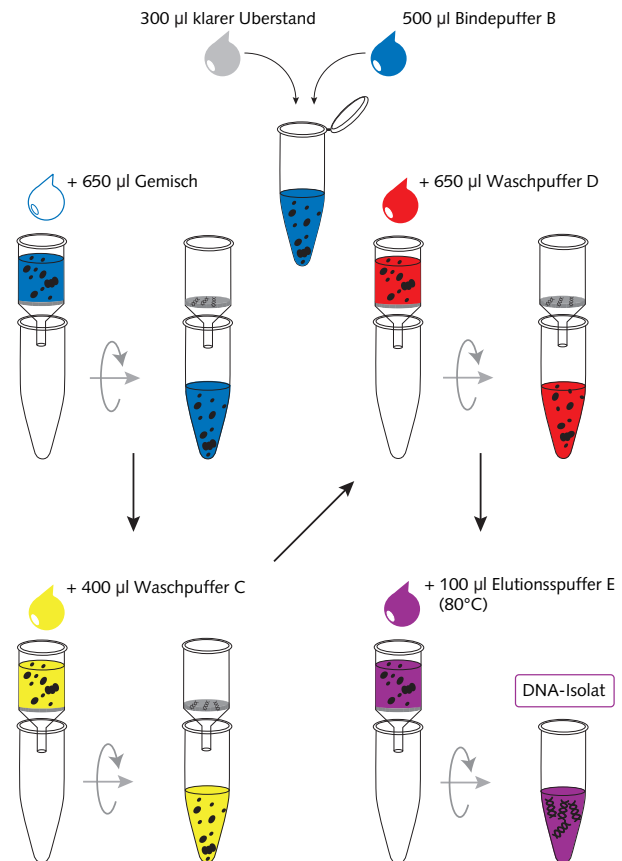 300 µl klarer Uberstand
500 µl Bindepuffer B
+ 650 µl Gemisch
+ 650 µl Waschpuffer D
+ 400 µl Waschpuffer C
+ 100 µl Elutionsspuffer E
(80°C)
DNA-Isolat